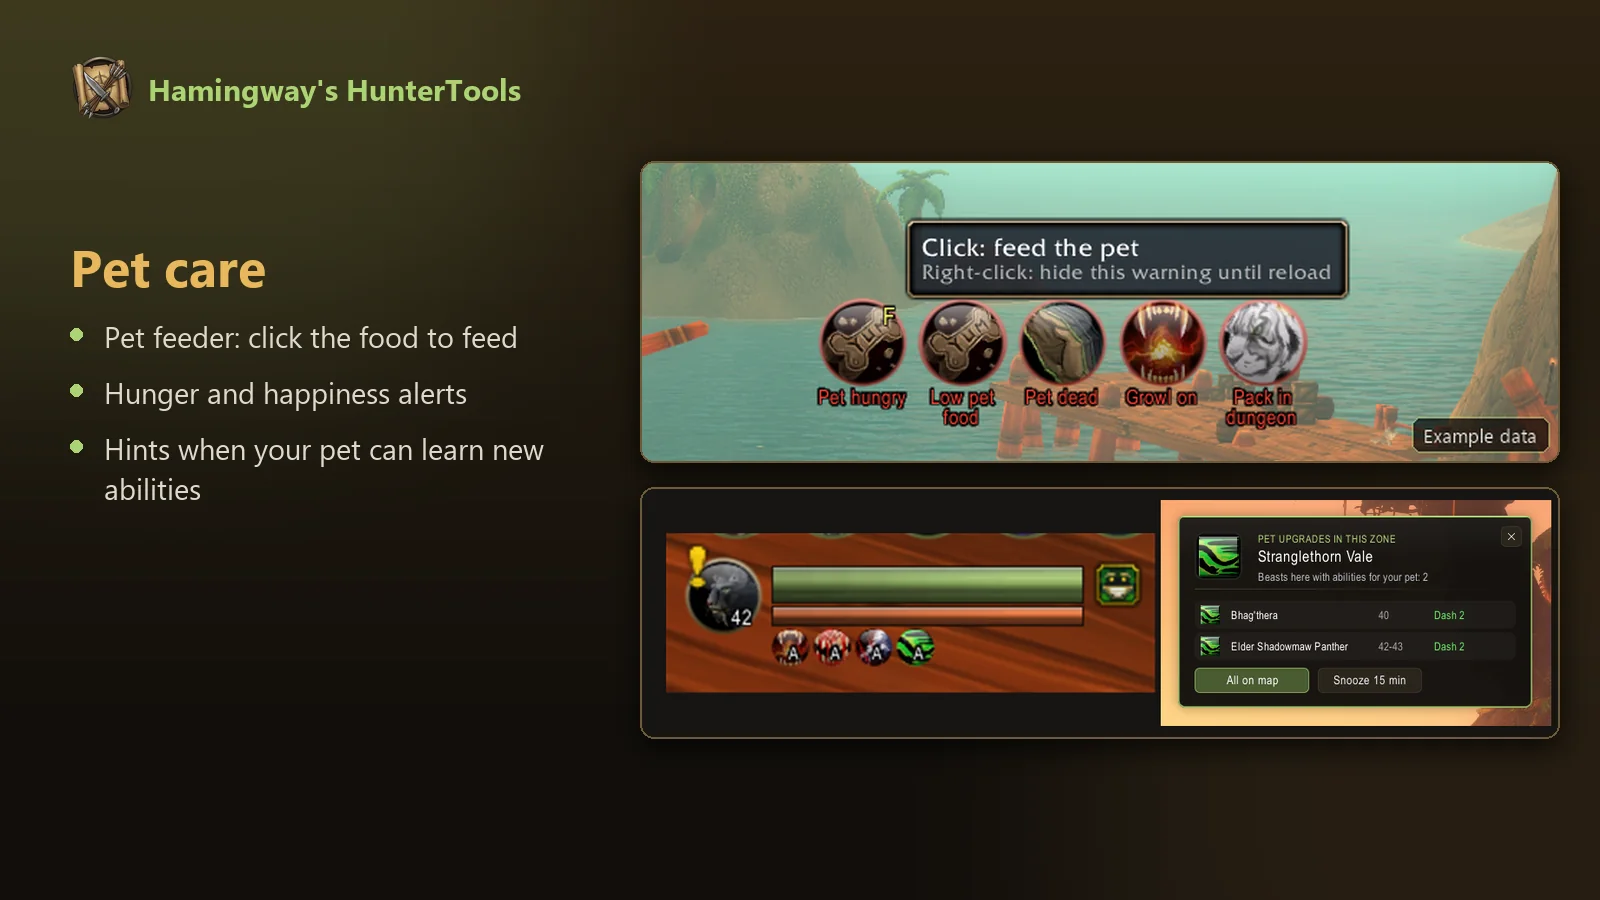 Hamingway's HunterTools
Pet care
Pet feeder: click the food to feed
Hunger and happiness alerts
Hints when your pet can learn new
abilities
Click: feed the pet
Right-click: hide this warning until reload
YUM
F
YUM
Pet hungry
Low pet
food
Pet dead
Growl on
Pack in
dungeon
Example data
42
A
A
A
A
PET UPGRADES IN THIS ZONE
Stranglethorn Vale
Beasts here with abilities for your pet: 2
Bhag'thera 40 Dash 2
Elder Shadowmaw Panther 42-43 Dash 2
All on map
Snooze 15 min